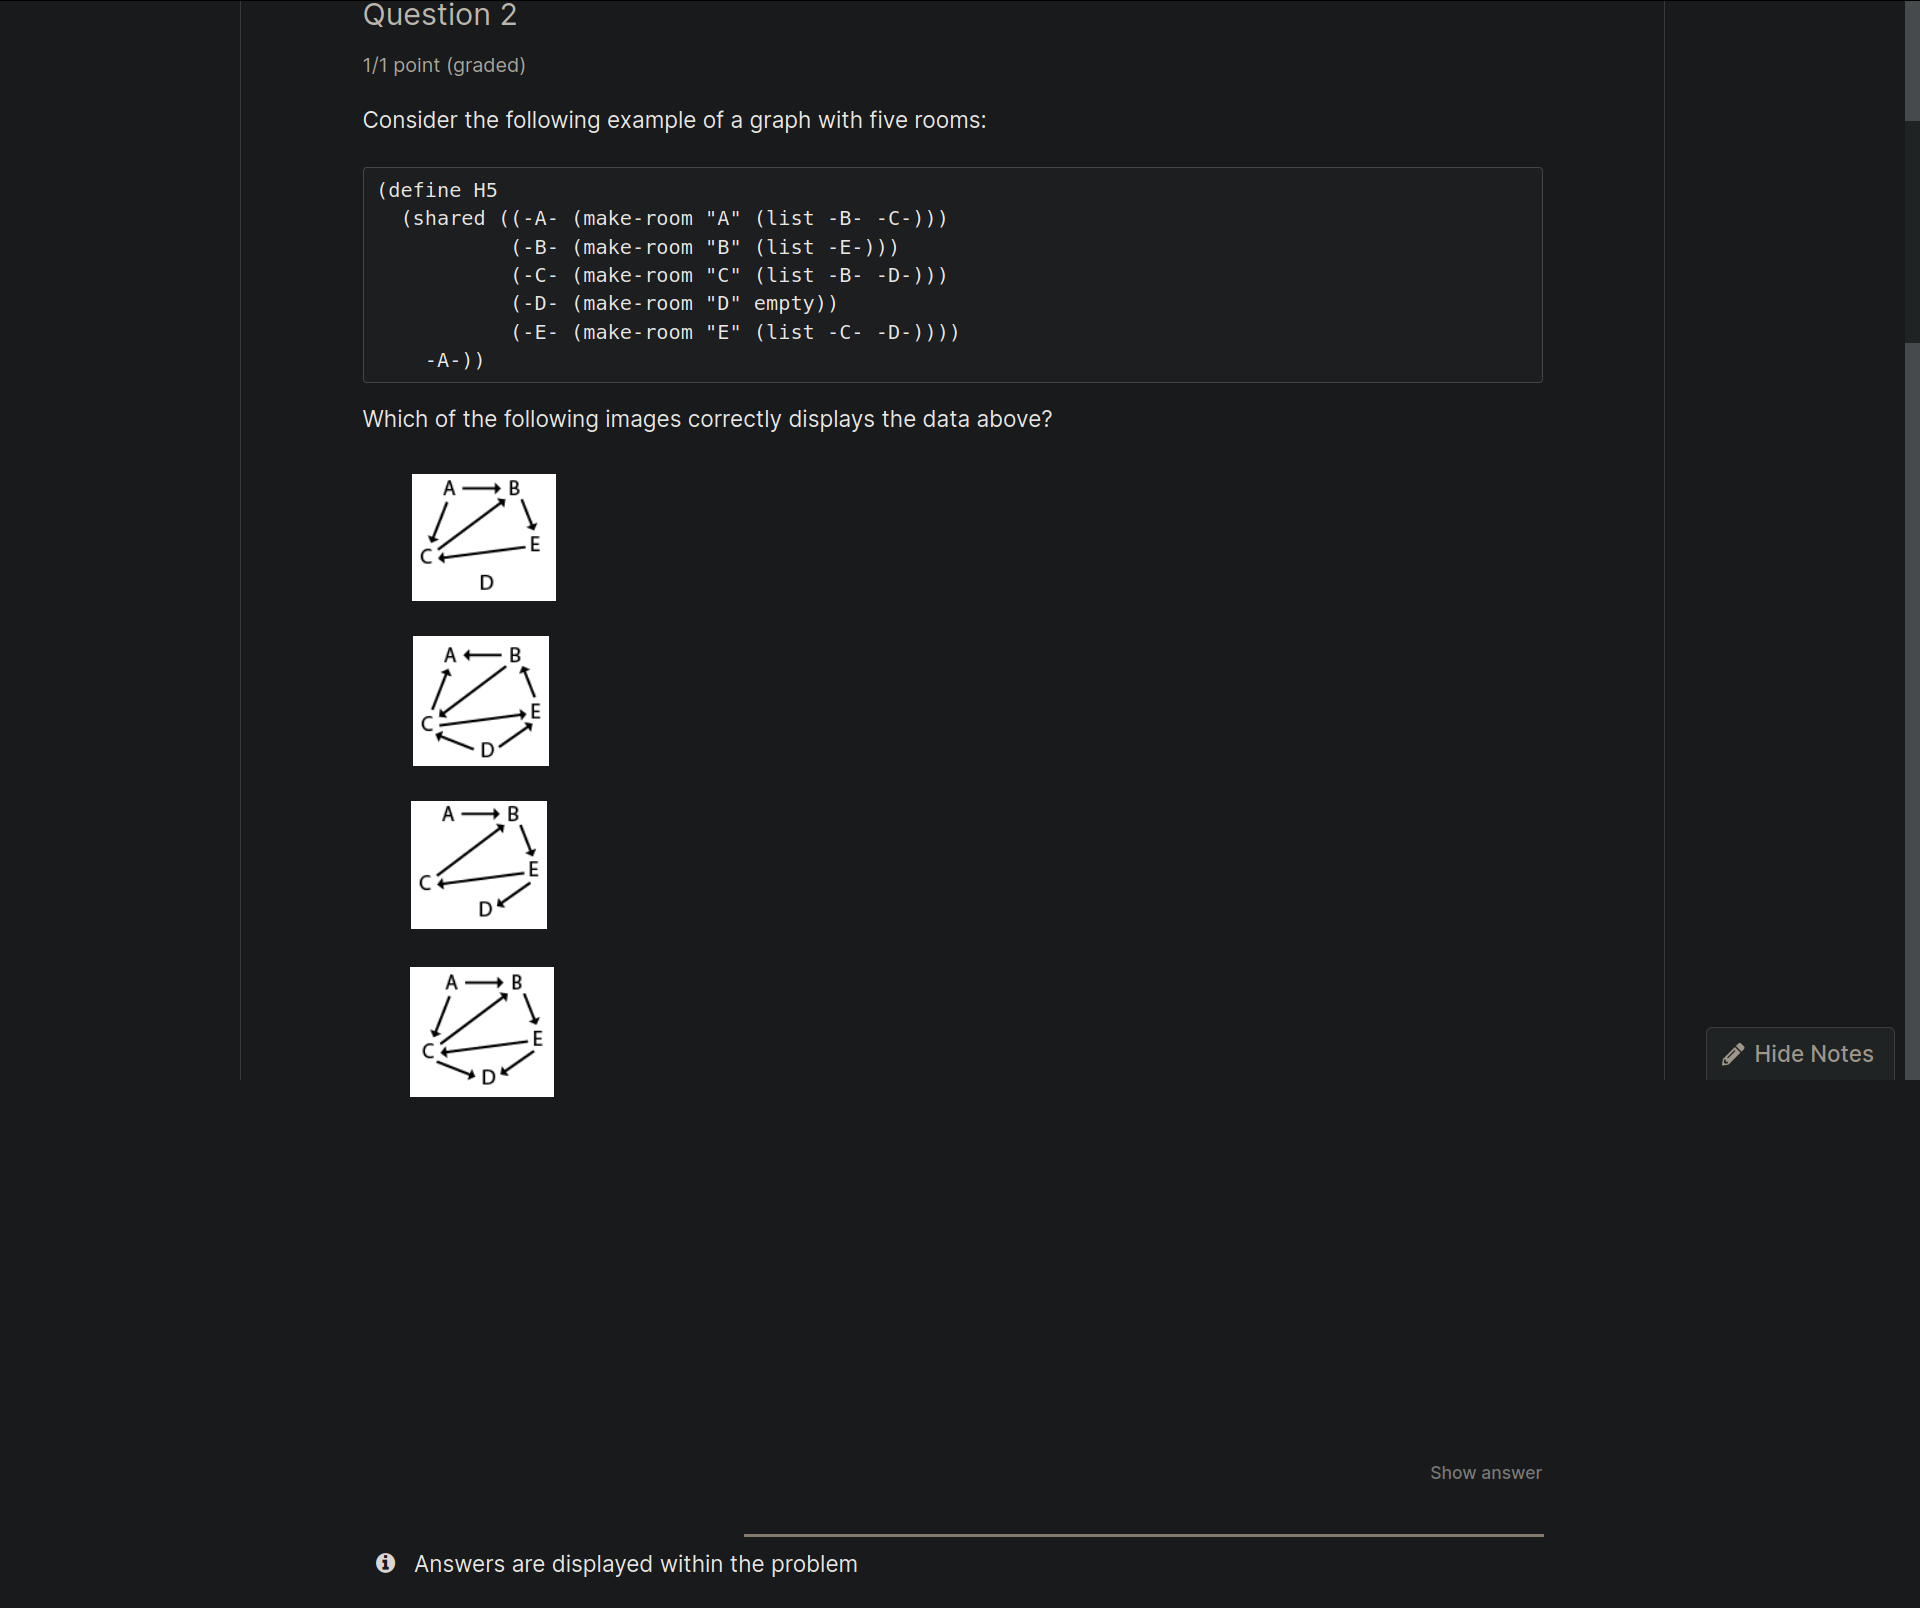 Question 2
1/1 point (graded)
Consider the following example of a graph with five rooms:
(define H5
  (shared ((-A- (make-room "A" (list -B- -C-)))
           (-B- (make-room "B" (list -E-)))
           (-C- (make-room "C" (list -B- -D-)))
           (-D- (make-room "D" empty))
           (-E- (make-room "E" (list -C- -D-))))
    -A-))
Which of the following images correctly displays the data above?
A B
E
C
D
A B
E
C
D
A B
E
C
D
A B
E
C
D
Hide Notes
Show answer
Answers are displayed within the problem